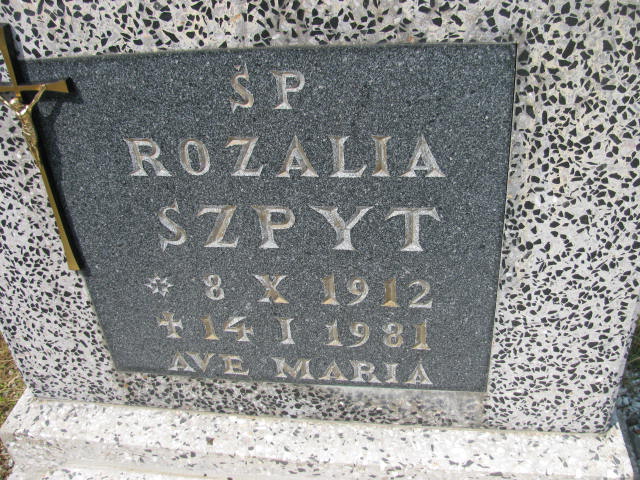 ŚP
ROZALIA
SZPYT
* 8 X 1912
✝ 14 I 1981
AVE MARIA